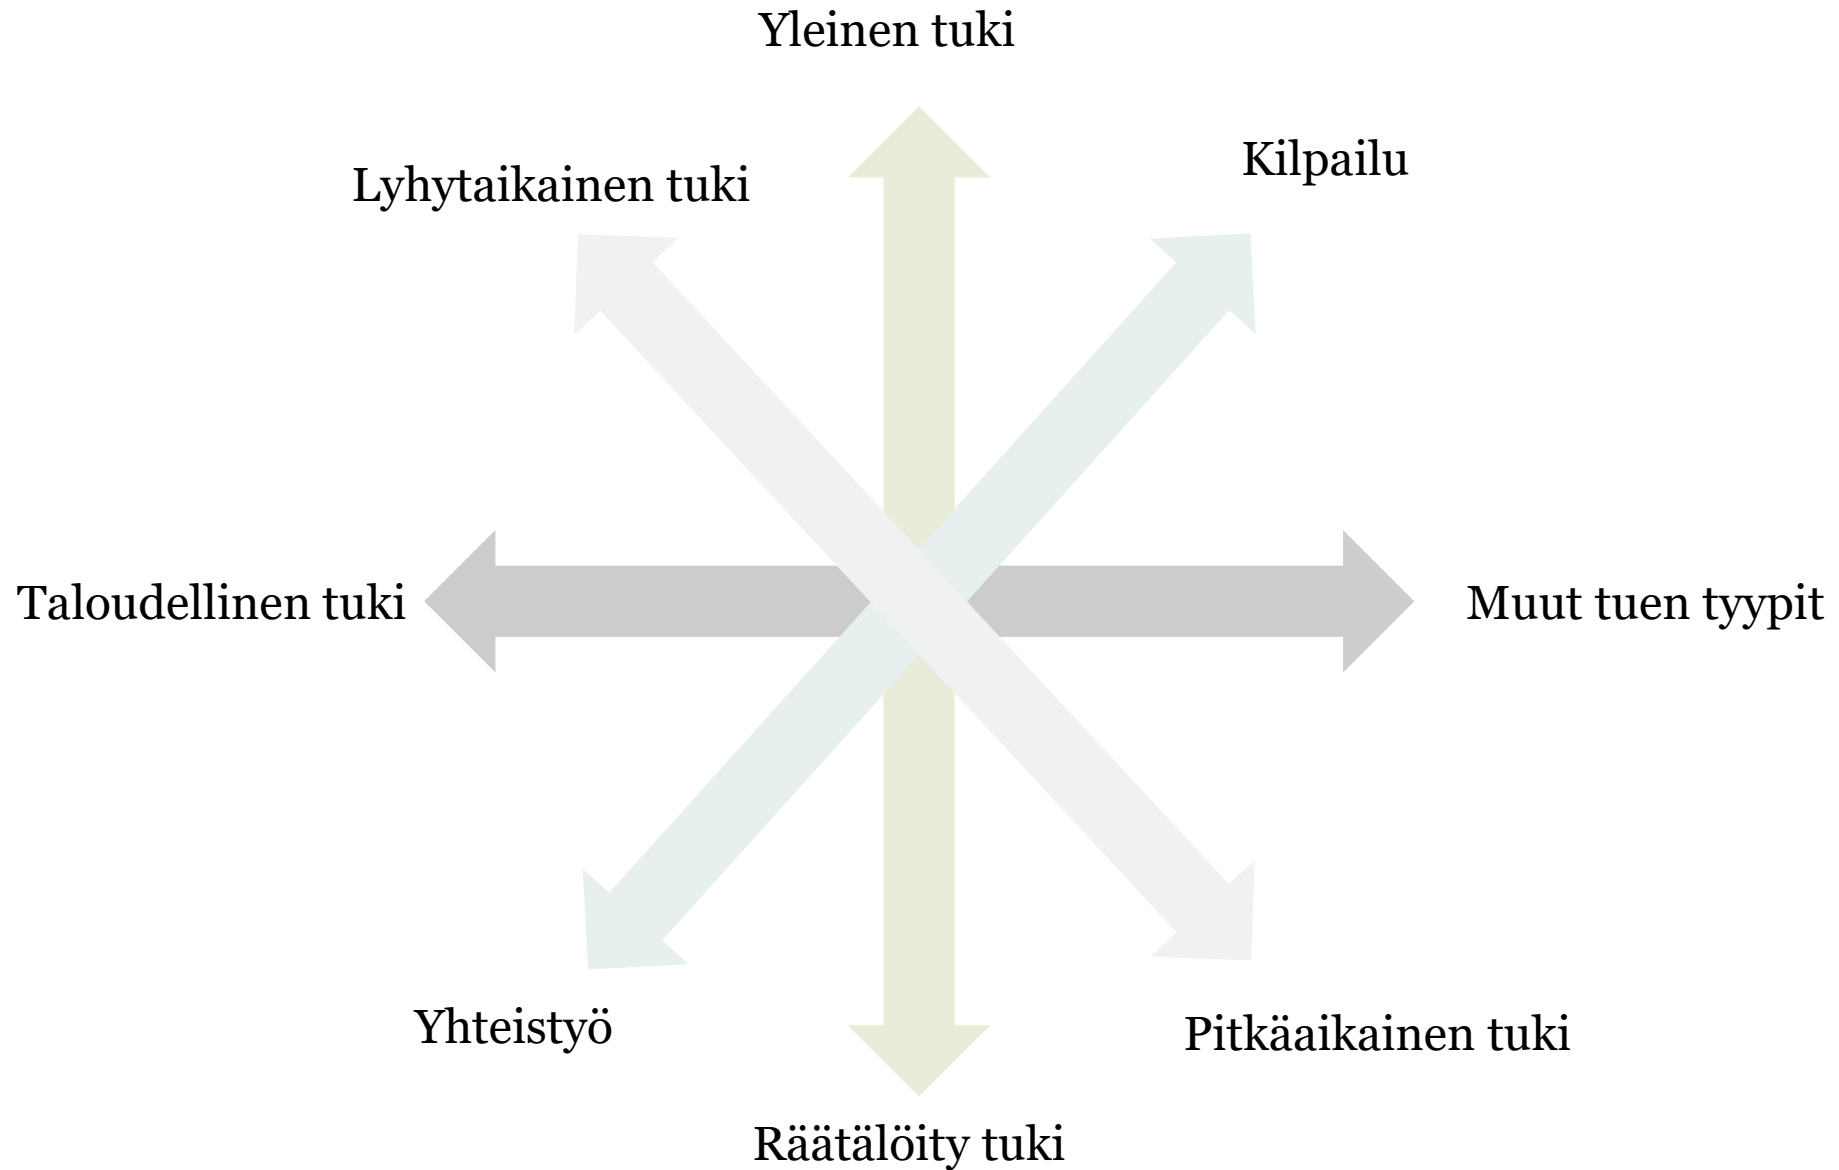 Yleinen tuki
Kilpailu
Lyhytaikainen tuki
Taloudellinen tuki
Muut tuen tyypit
Yhteistyö
Pitkäaikainen tuki
Räätälöity tuki